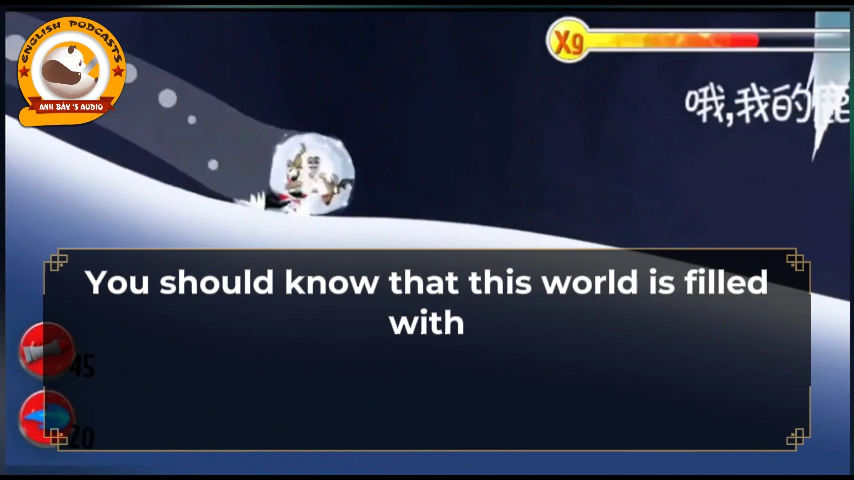 ENGLISH PODCASTS
ANH BẢY 'S AUDIO
X9
哦,我的鹿
You should know that this world is filled
with
45
20